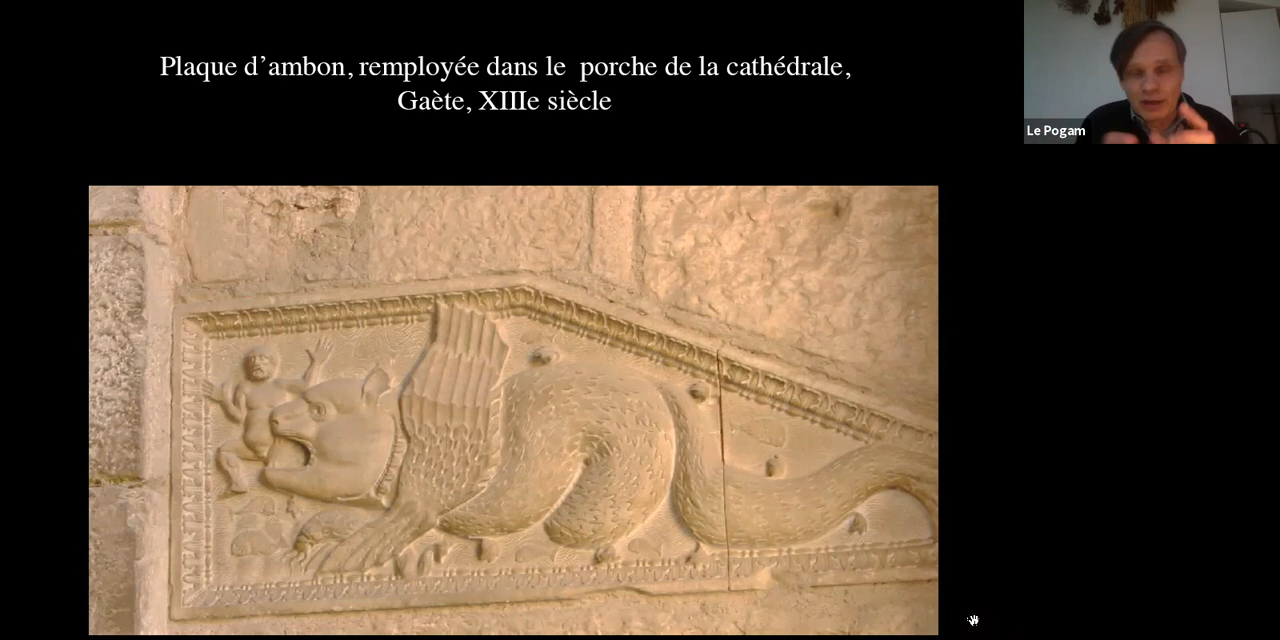 Plaque d’ambon, remployée dans le porche de la cathédrale,
Gaète, XIIIe siècle
Le Pogam